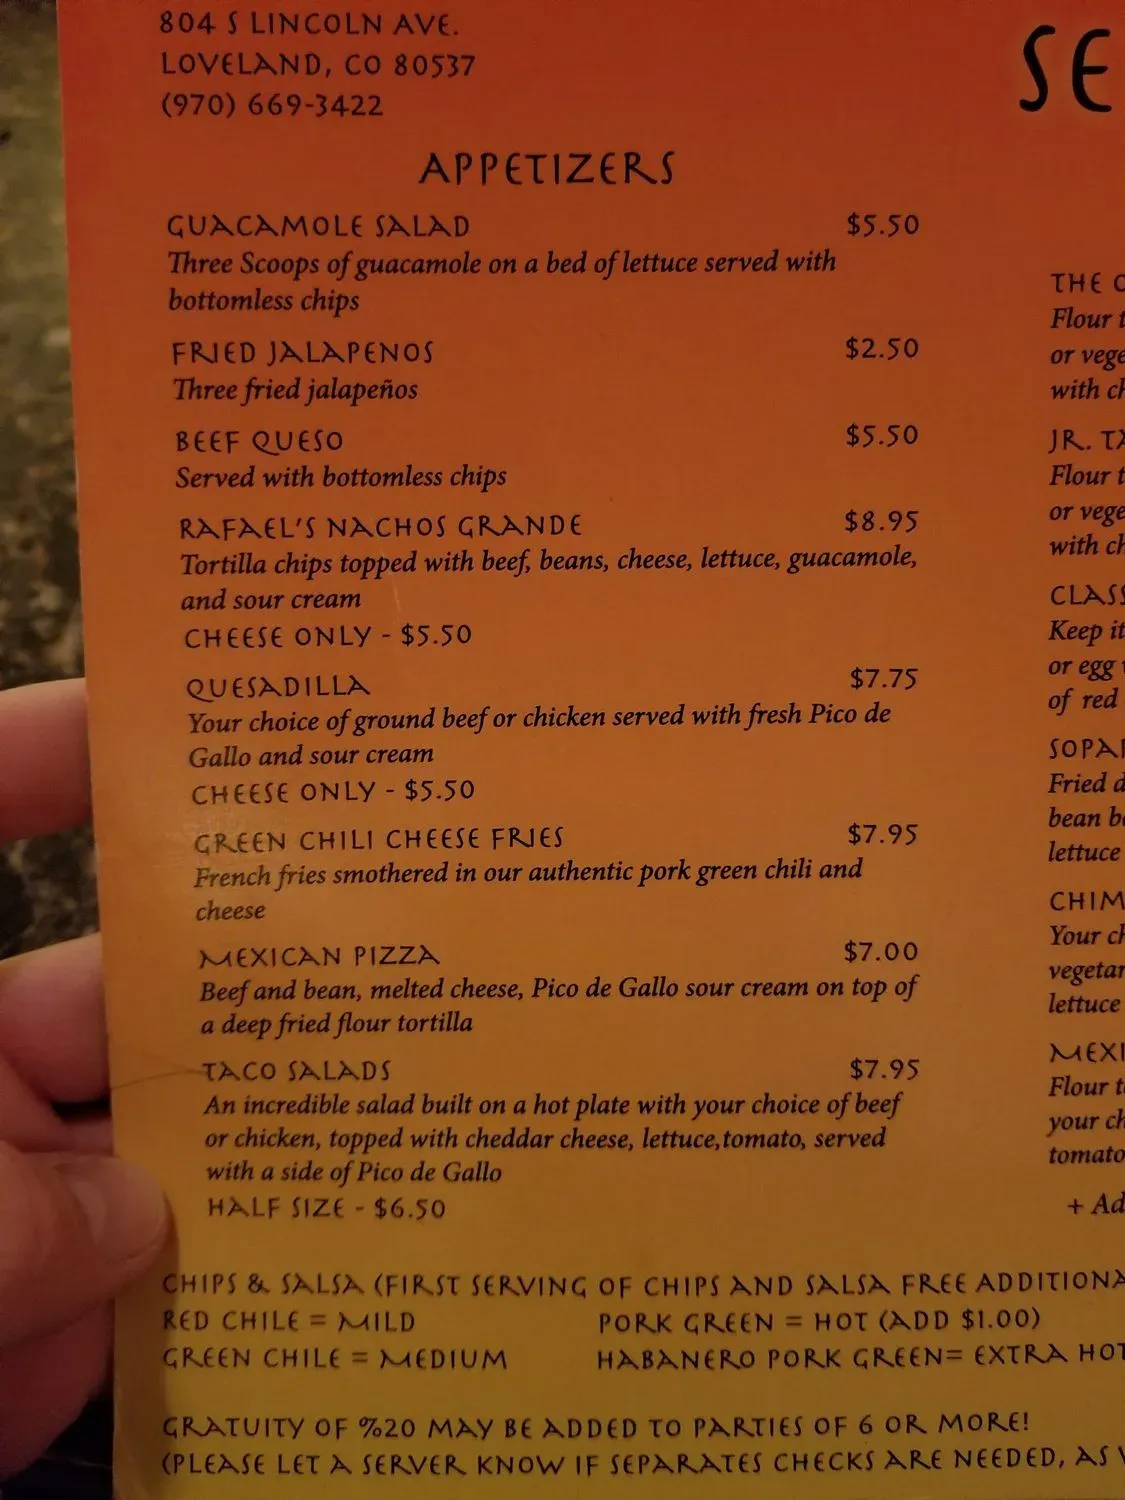 804 S LINCOLN AVE.
LOVELAND, CO 80537
(970) 669-3422
APPETIZERS
GUACAMOLE SALAD $5.50
Three Scoops of guacamole on a bed of lettuce served with
bottomless chips
FRIED JALAPENOS $2.50
Three fried jalapeños
BEEF QUESO $5.50
Served with bottomless chips
RAFAEL'S NACHOS GRANDE $8.95
Tortilla chips topped with beef, beans, cheese, lettuce, guacamole,
and sour cream
CHEESE ONLY - $5.50
QUESADILLA $7.75
Your choice of ground beef or chicken served with fresh Pico de
Gallo and sour cream
CHEESE ONLY - $5.50
GREEN CHILI CHEESE FRIES $7.95
French fries smothered in our authentic pork green chili and
cheese
MEXICAN PIZZA $7.00
Beef and bean, melted cheese, Pico de Gallo sour cream on top of
a deep fried flour tortilla
TACO SALADS $7.95
An incredible salad built on a hot plate with your choice of beef
or chicken, topped with cheddar cheese, lettuce,tomato, served
with a side of Pico de Gallo
HALF SIZE - $6.50
SE
THE
Flour
or
with
JR.
Flour
or
with
Keep it
or egg
of red
Fried
bean
lettuce
Your
lettuce
Flour
your
+
CHIPS & SALSA (FIRST SERVING OF CHIPS AND SALSA FREE
RED CHILE = MILD PORK GREEN = HOT (ADD $1.00)
GREEN CHILE = MEDIUM HABANERO PORK GREEN= EXTRA HOT
GRATUITY OF %20 MAY BE ADDED TO PARTIES OF 6 OR MORE!
(PLEASE LET A SERVER KNOW IF SEPARATES CHECKS ARE NEEDED, AS